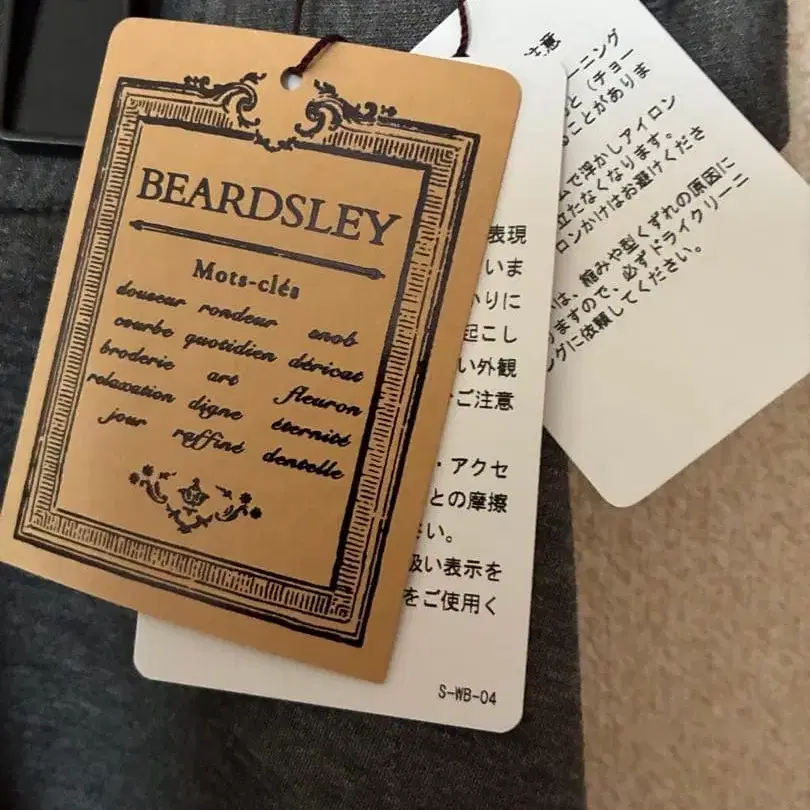 BEARDSLEY
Mots-clés
douseur rondeur snob
courbe quotidien déricat
broderie art fleuron
relaxation digne éternité
jour raffiné dentelle
表現
いま
りに
起こし
い外観
ご注意
・アクセ
との摩擦
い。
扱い表示を
をご使用く
S-WB-04
注意
ーニング
と（チョー
ことがありま
ムで浮かしアイロン
立たなくなります。
ロンかけはお避けくださ
は、縮みや型くずれの原因に
りますので、必ずドライクリーニ
ングに依頼してください。